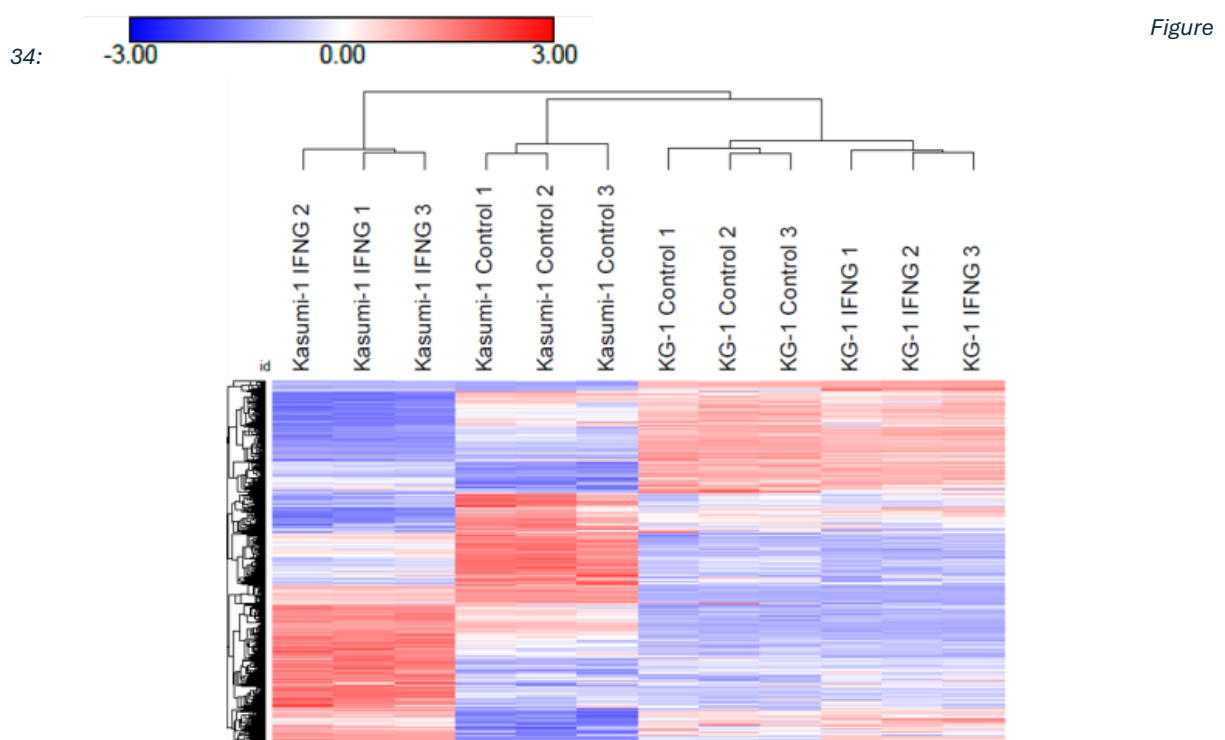 -3.00 0.00 3.00
Figure
34:
Kasumi-1 IFNG 2
Kasumi-1 IFNG 1
Kasumi-1 IFNG 3
Kasumi-1 Control 1
Kasumi-1 Control 2
Kasumi-1 Control 3
KG-1 Control 1
KG-1 Control 2
KG-1 Control 3
KG-1 IFNG 1
KG-1 IFNG 2
KG-1 IFNG 3
id